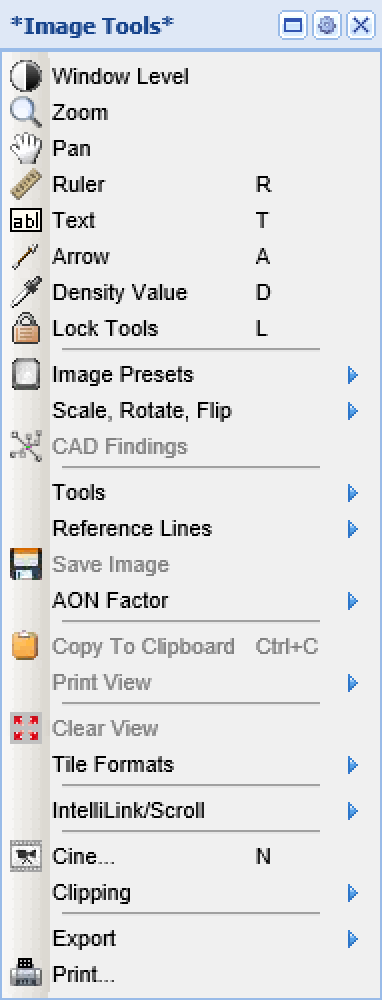 *Image Tools*
Window Level
Zoom
Pan
Ruler R
abl Text T
Arrow A
Density Value D
Lock Tools L
Image Presets
Scale, Rotate, Flip
CAD Findings
Tools
Reference Lines
Save Image
AON Factor
Copy To Clipboard Ctrl+C
Print View
Clear View
Tile Formats
IntelliLink/Scroll
Cine... N
Clipping
Export
Print...